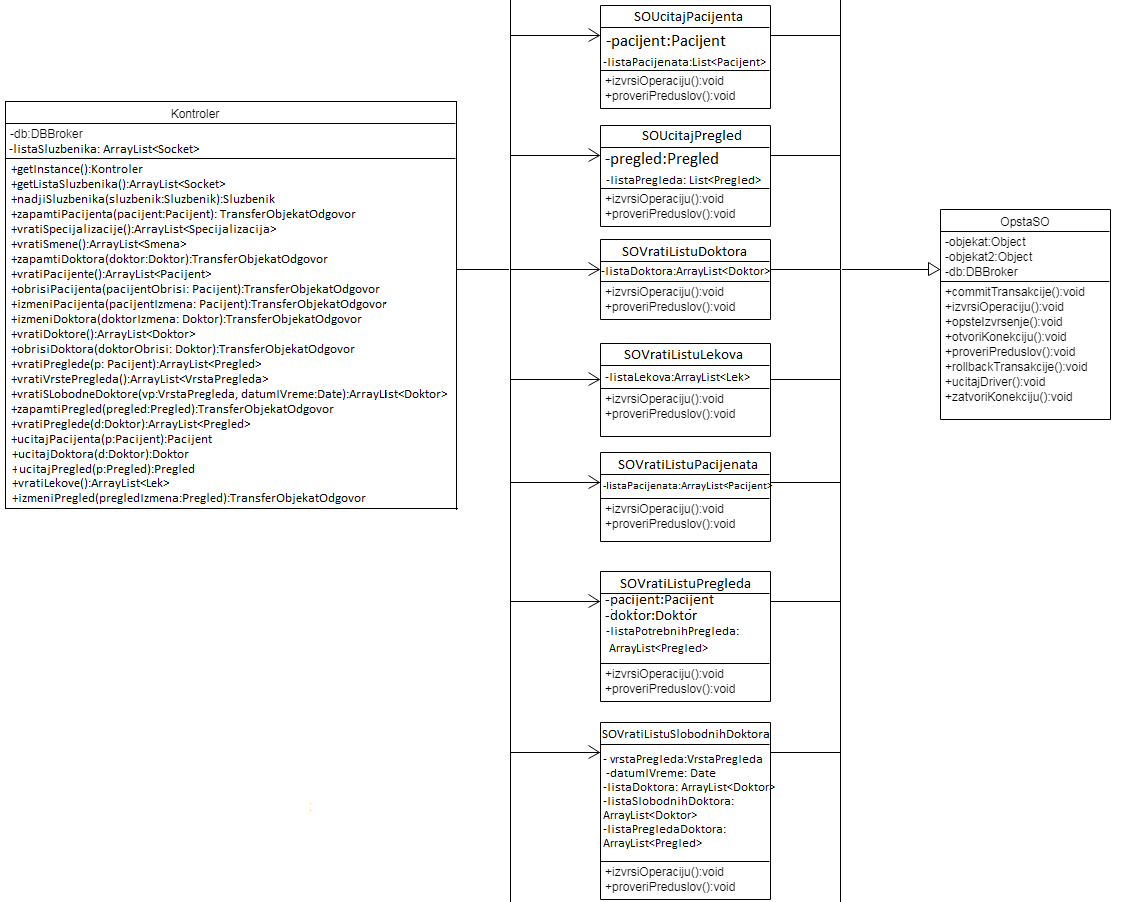 Kontroler
-db:DBBroker
-listaSluzbenika: ArrayList<Socket>
+getInstance():Kontroler
+getListaSluzbenika():ArrayList<Socket>
+nadjiSluzbenika(sluzbenik:Sluzbenik):Sluzbenik
+zapamtiPacijenta(pacijent:Pacijent): TransferObjekatOdgovor
+vratiSpecijalizacije():ArrayList<Specijalizacija>
+vratiSmene():ArrayList<Smena>
+zapamtiDoktora(doktor:Doktor):TransferObjekatOdgovor
+vratiPacijente():ArrayList<Pacijent>
+obrisiPacijenta(pacijentObrisi: Pacijent):TransferObjekatOdgovor
+izmeniPacijenta(pacijentIzmena: Pacijent):TransferObjekatOdgovor
+izmeniDoktora(doktorIzmena: Doktor):TransferObjekatOdgovor
+vratiDoktore():ArrayList<Doktor>
+obrisiDoktora(doktorObrisi: Doktor):TransferObjekatOdgovor
+vratiPreglede(p: Pacijent):ArrayList<Pregled>
+vratiVrstePregleda():ArrayList<VrstaPregleda>
+vratiSLobodneDoktore(vp:VrstaPregleda, datumIVreme:Date):ArrayList<Doktor>
+zapamtiPregled(pregled:Pregled):TransferObjekatOdgovor
+vratiPreglede(d:Doktor):ArrayList<Pregled>
+ucitajPacijenta(p:Pacijent):Pacijent
+ucitajDoktora(d:Doktor):Doktor
+ucitajPregled(p:Pregled):Pregled
+vratiLekove():ArrayList<Lek>
+izmeniPregled(pregledIzmena:Pregled):TransferObjekatOdgovor
SOUcitajPacijenta
-pacijent:Pacijent
-listaPacijenata:List<Pacijent>
+izvrsiOperaciju():void
+proveriPreduslov():void
SOUcitajPregled
-pregled:Pregled
-listaPregleda: List<Pregled>
+izvrsiOperaciju():void
+proveriPreduslov():void
SOVratiListuDoktora
-listaDoktora:ArrayList<Doktor>
+izvrsiOperaciju():void
+proveriPreduslov():void
SOVratiListuLekova
-listaLekova:ArrayList<Lek>
+izvrsiOperaciju():void
+proveriPreduslov():void
SOVratiListuPacijenata
-listaPacijenata:ArrayList<Pacijent>
+izvrsiOperaciju():void
+proveriPreduslov():void
SOVratiListuPregleda
-pacijent:Pacijent
-doktor:Doktor
-listaPotrebnihPregleda:
ArrayList<Pregled>
+izvrsiOperaciju():void
+proveriPreduslov():void
SOVratiListuSlobodnihDoktora
- vrstaPregleda:VrstaPregleda
-datumIVreme: Date
-listaDoktora: ArrayList<Doktor>
-listaSlobodnihDoktora:
ArrayList<Doktor>
-listaPregledaDoktora:
ArrayList<Pregled>
+izvrsiOperaciju():void
+proveriPreduslov():void
OpstaSO
-objekat:Object
-objekat2:Object
-db:DBBroker
+commitTransakcije():void
+izvrsiOperaciju():void
+opsteIzvrsenje():void
+otvoriKonekciju():void
+proveriPreduslov():void
+rollbackTransakcije():void
+ucitajDriver():void
+zatvoriKonekciju():void